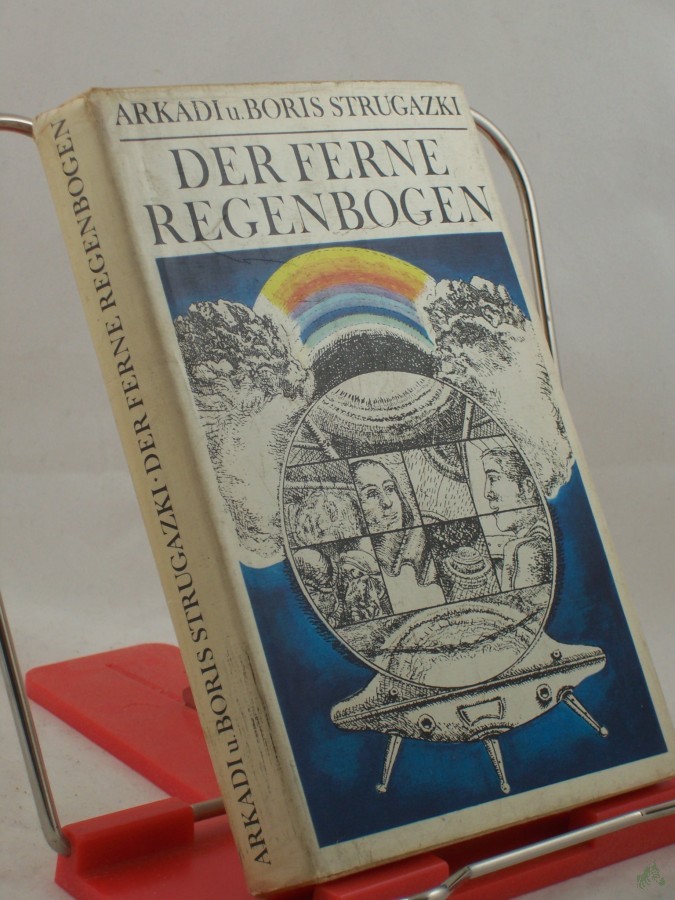 ARKADI u. BORIS STRUGAZKI
DER FERNE
REGENBOGEN
ARKADI u. BORIS STRUGAZKI · DER FERNE REGENBOGEN